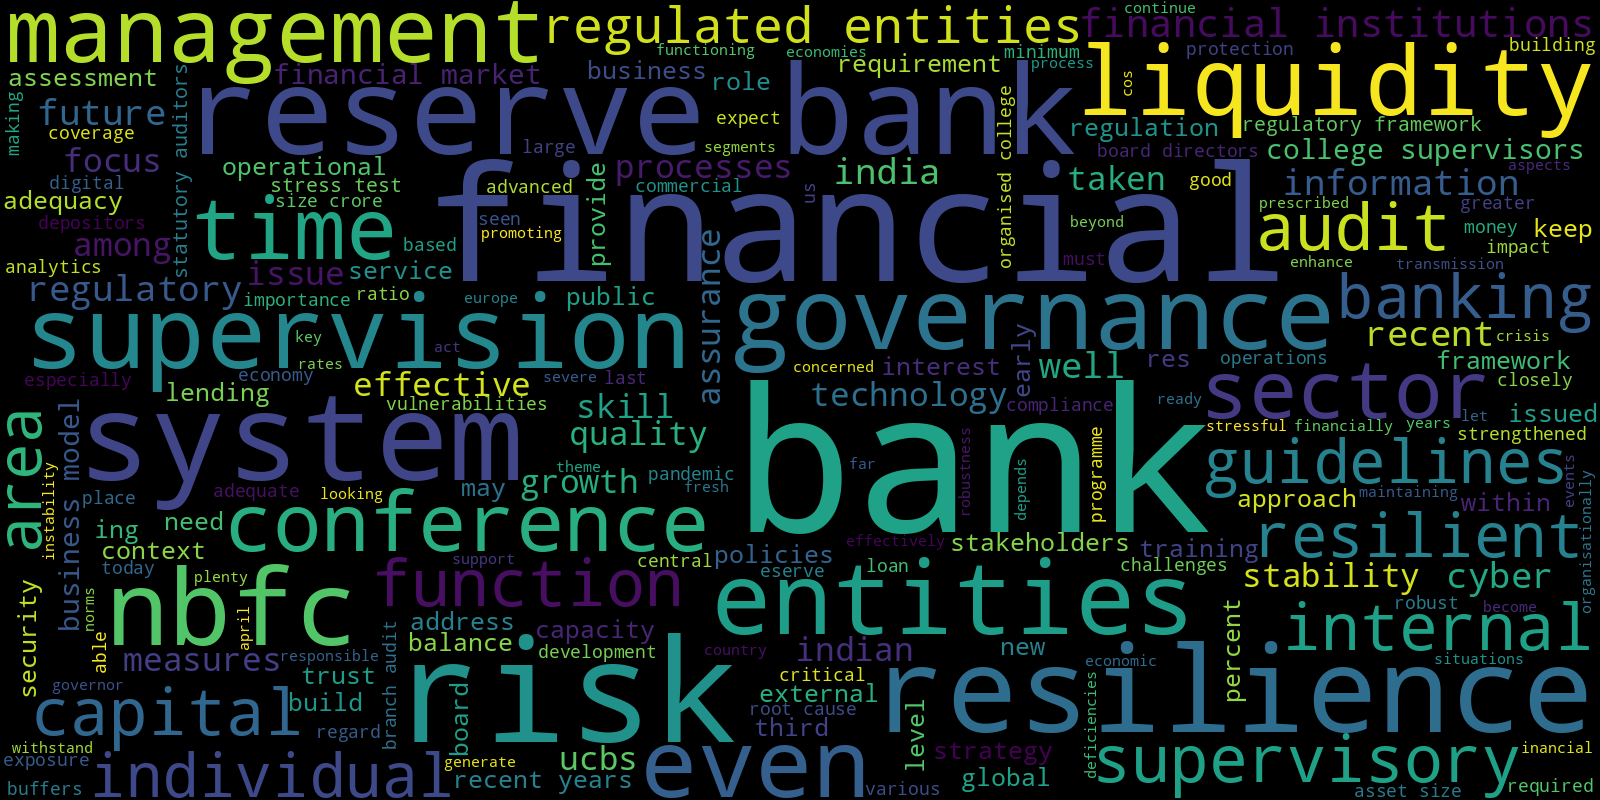 management
regulated entities
financial institutions
continue
functioning
economies
minimum
protection
building
assessment
financial market
business
role
requirement
process
liquidity
making
future
statutory auditors
reserve bank
expect
cos
coverage
large
segments
organised college
regulation
regulatory framework
focus
operational
provide
processes
india
board directors
college supervisors
digital
stress test
advanced
commercial
us
taken
good
information
aspects
adequacy
size crore
financial
prescribed
greater
depositors
time
seen
promoting
beyond
audit
money
keep
among
based
must
impact
analytics
issue
service
assurance
enhance
transmission
regulatory
importance
ratio
europe
public
governance
banking
supervision
key
act
early
recent
crisis
rates
concerned
interest
well
res
operations
framework
especially
economy
effective
severe
last
technology
sector
closely
lending
vulnerabilities
skill
compliance
ready
let
issued
area
business model
system
quality
bank
stressful
financially
years
strengthened
instability
theme
pandemic
far
robustness
depends
programme
guidelines
events
place
adequate
looking
may
growth
fresh
approach
maintaining
within
organisationally
ing
need
conference
effectively
stakeholders
training
resilient
context
support
central
policies
today
plenty
eserve
loan
challenges
stability
cyber
nbfc
function
entities
security
norms
april
able
address
capacity
robust
become
percent
internal
measures
responsible
branch audit
balance
development
country
indian
new
economic
situations
governor
trust
risk
critical
external
resilience
capital
build
board
root cause
regard
third
level
deficiencies
withstand
exposure
individual
generate
ucbs
even
strategy
supervisory
inancial
buffers
recent years
various
global
asset size
required